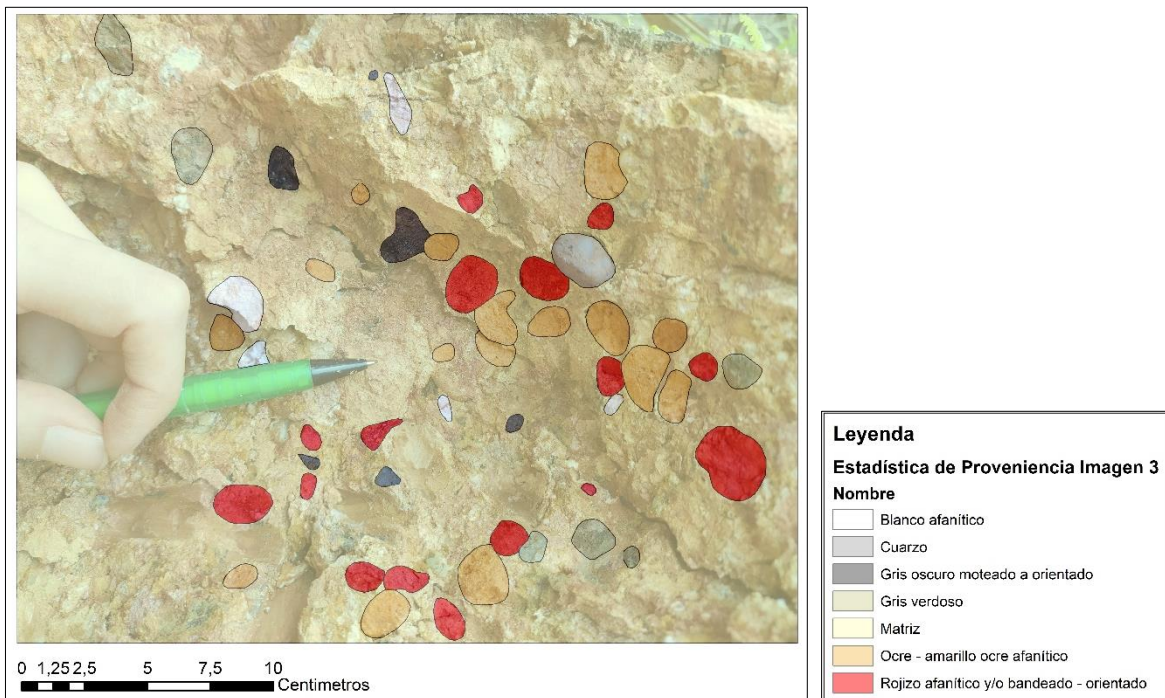 0 1,25 2,5 5 7,5 10
Centimetros
Leyenda
Estadística de Proveniencia Imagen 3
Nombre
Blanco afanítico
Cuarzo
Gris oscuro moteado a orientado
Gris verdoso
Matriz
Ocre - amarillo ocre afanítico
Rojizo afanítico y/o bandeado - orientado